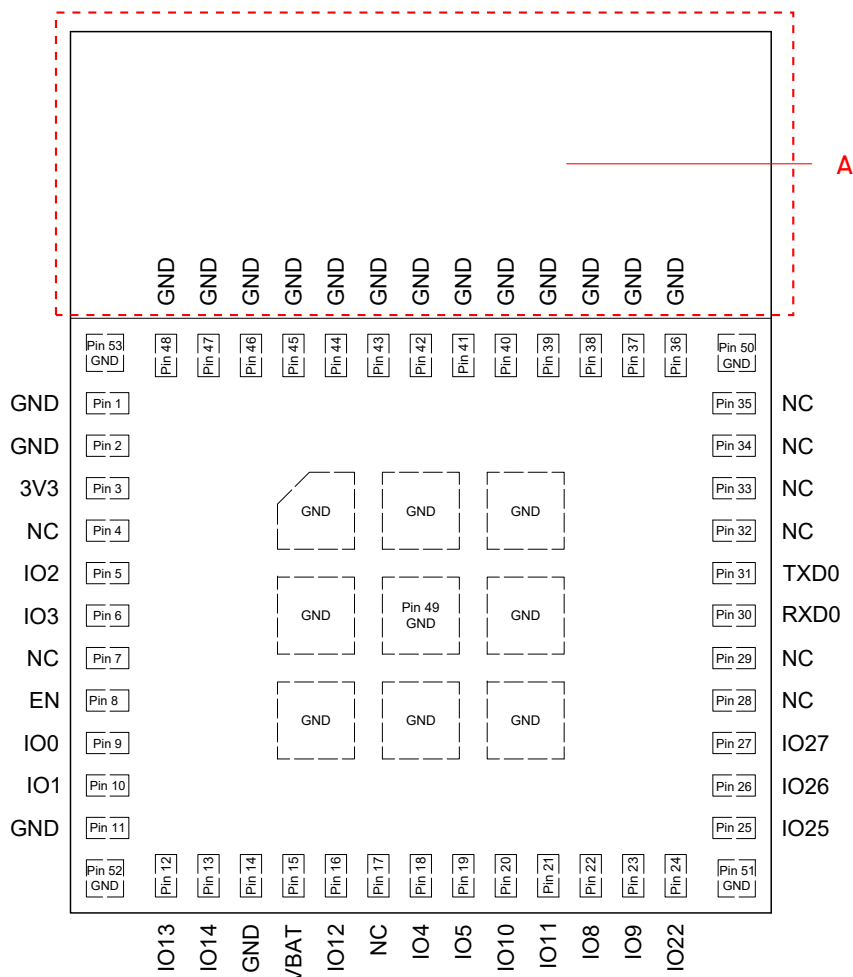 A
GND GND GND GND GND GND GND GND GND GND GND GND GND
Pin 53 GND Pin 48 Pin 47 Pin 46 Pin 45 Pin 44 Pin 43 Pin 42 Pin 41 Pin 40 Pin 39 Pin 38 Pin 37 Pin 36 Pin 50 GND
GND Pin 1 Pin 35 NC
GND Pin 2 Pin 34 NC
3V3 Pin 3 Pin 33 NC
GND GND GND
NC Pin 4 Pin 32 NC
IO2 Pin 5 Pin 31 TXD0
IO3 Pin 6 GND Pin 49 GND GND Pin 30 RXD0
NC Pin 7 Pin 29 NC
EN Pin 8 Pin 28 NC
GND GND GND
IO0 Pin 9 Pin 27 IO27
IO1 Pin 10 Pin 26 IO26
GND Pin 11 Pin 25 IO25
Pin 52 GND Pin 12 Pin 13 Pin 14 Pin 15 Pin 16 Pin 17 Pin 18 Pin 19 Pin 20 Pin 21 Pin 22 Pin 23 Pin 24 Pin 51 GND
IO13 IO14 GND VBAT IO12 NC IO4 IO5 IO10 IO11 IO8 IO9 IO22